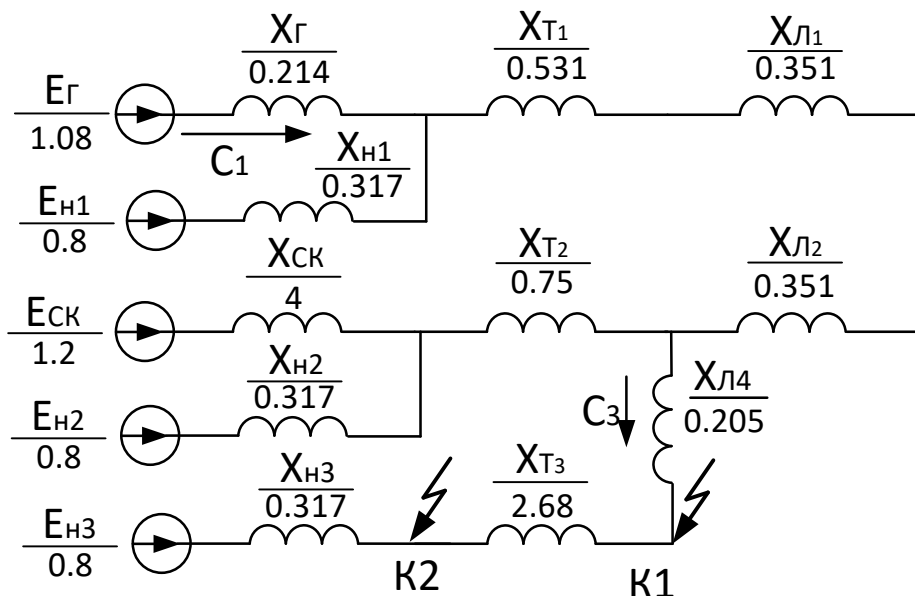 XГ
0.214
XТ1
0.531
XЛ1
0.351
EГ
1.08
C1
Xн1
0.317
Eн1
0.8
XСК
4
XТ2
0.75
XЛ2
0.351
EСК
1.2
Xн2
0.317
C3
XЛ4
0.205
Eн2
0.8
Xн3
0.317
XТ3
2.68
Eн3
0.8
К2
К1